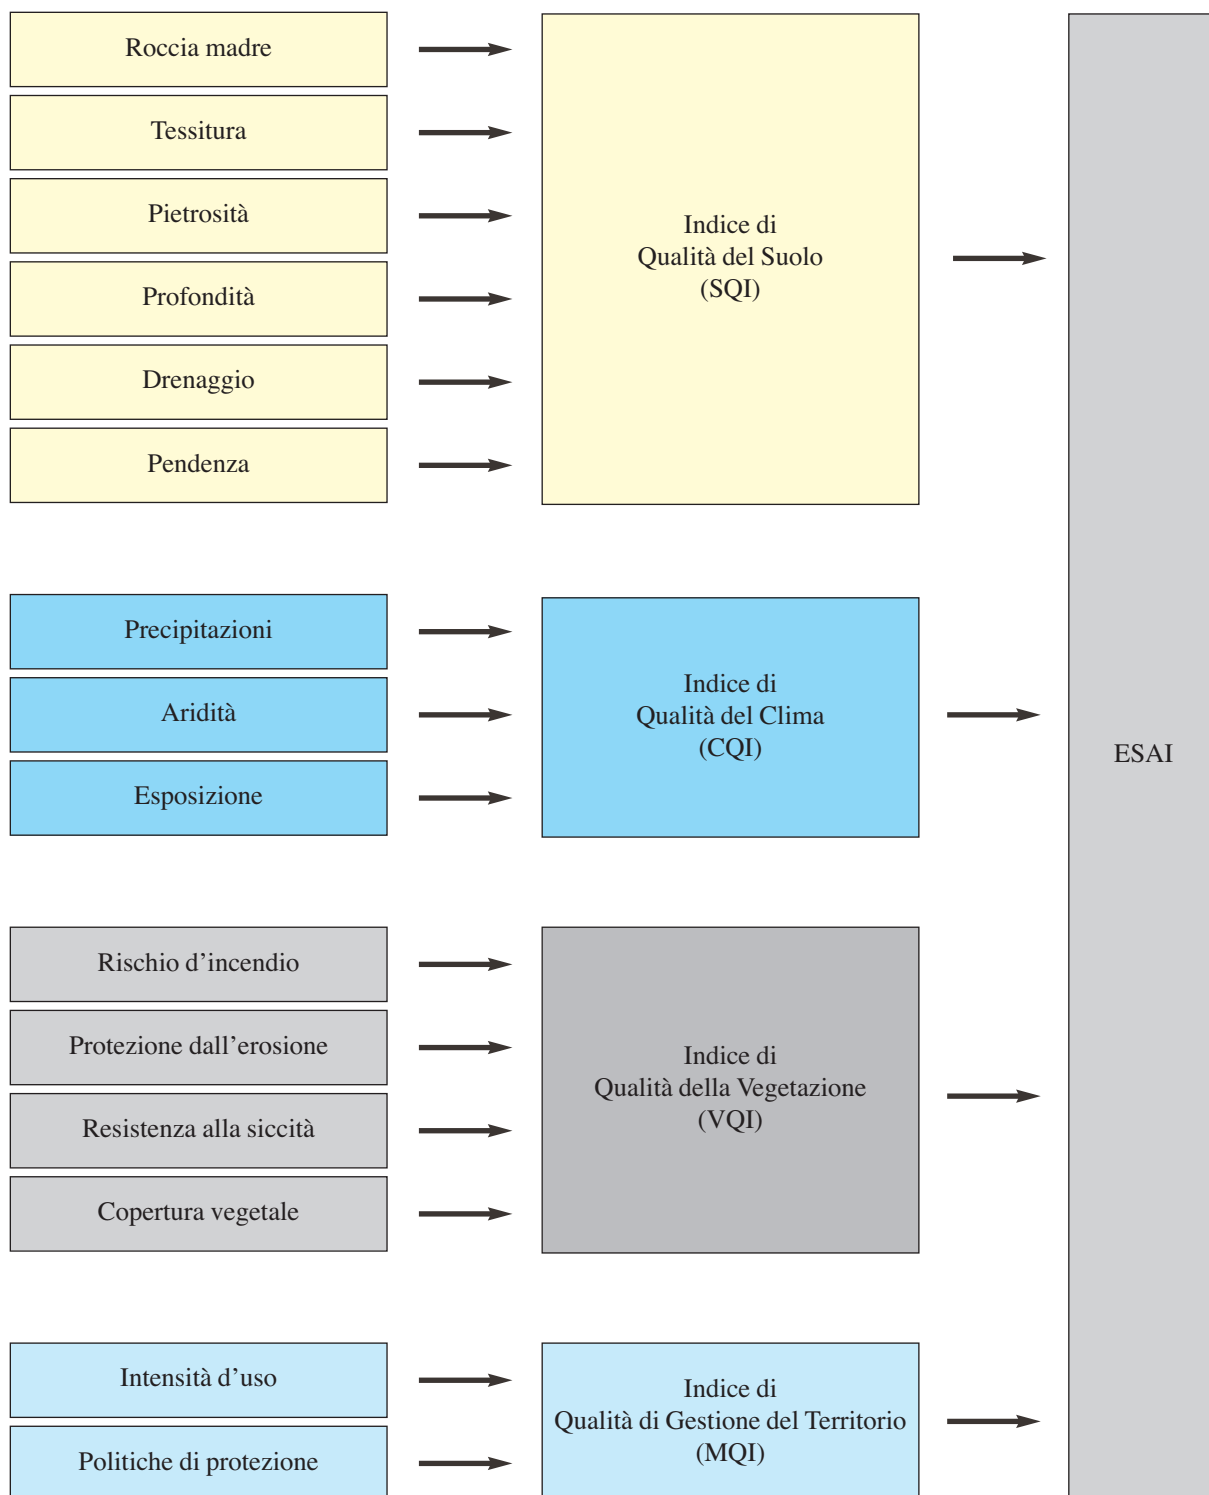 Roccia madre
Tessitura
Pietrosità
Profondità
Drenaggio
Pendenza
Indice di
Qualità del Suolo
(SQI)
Precipitazioni
Aridità
Esposizione
Indice di
Qualità del Clima
(CQI)
Rischio d'incendio
Protezione dall'erosione
Resistenza alla siccità
Copertura vegetale
Indice di
Qualità della Vegetazione
(VQI)
Intensità d'uso
Politiche di protezione
Indice di
Qualità di Gestione del Territorio
(MQI)
ESAI